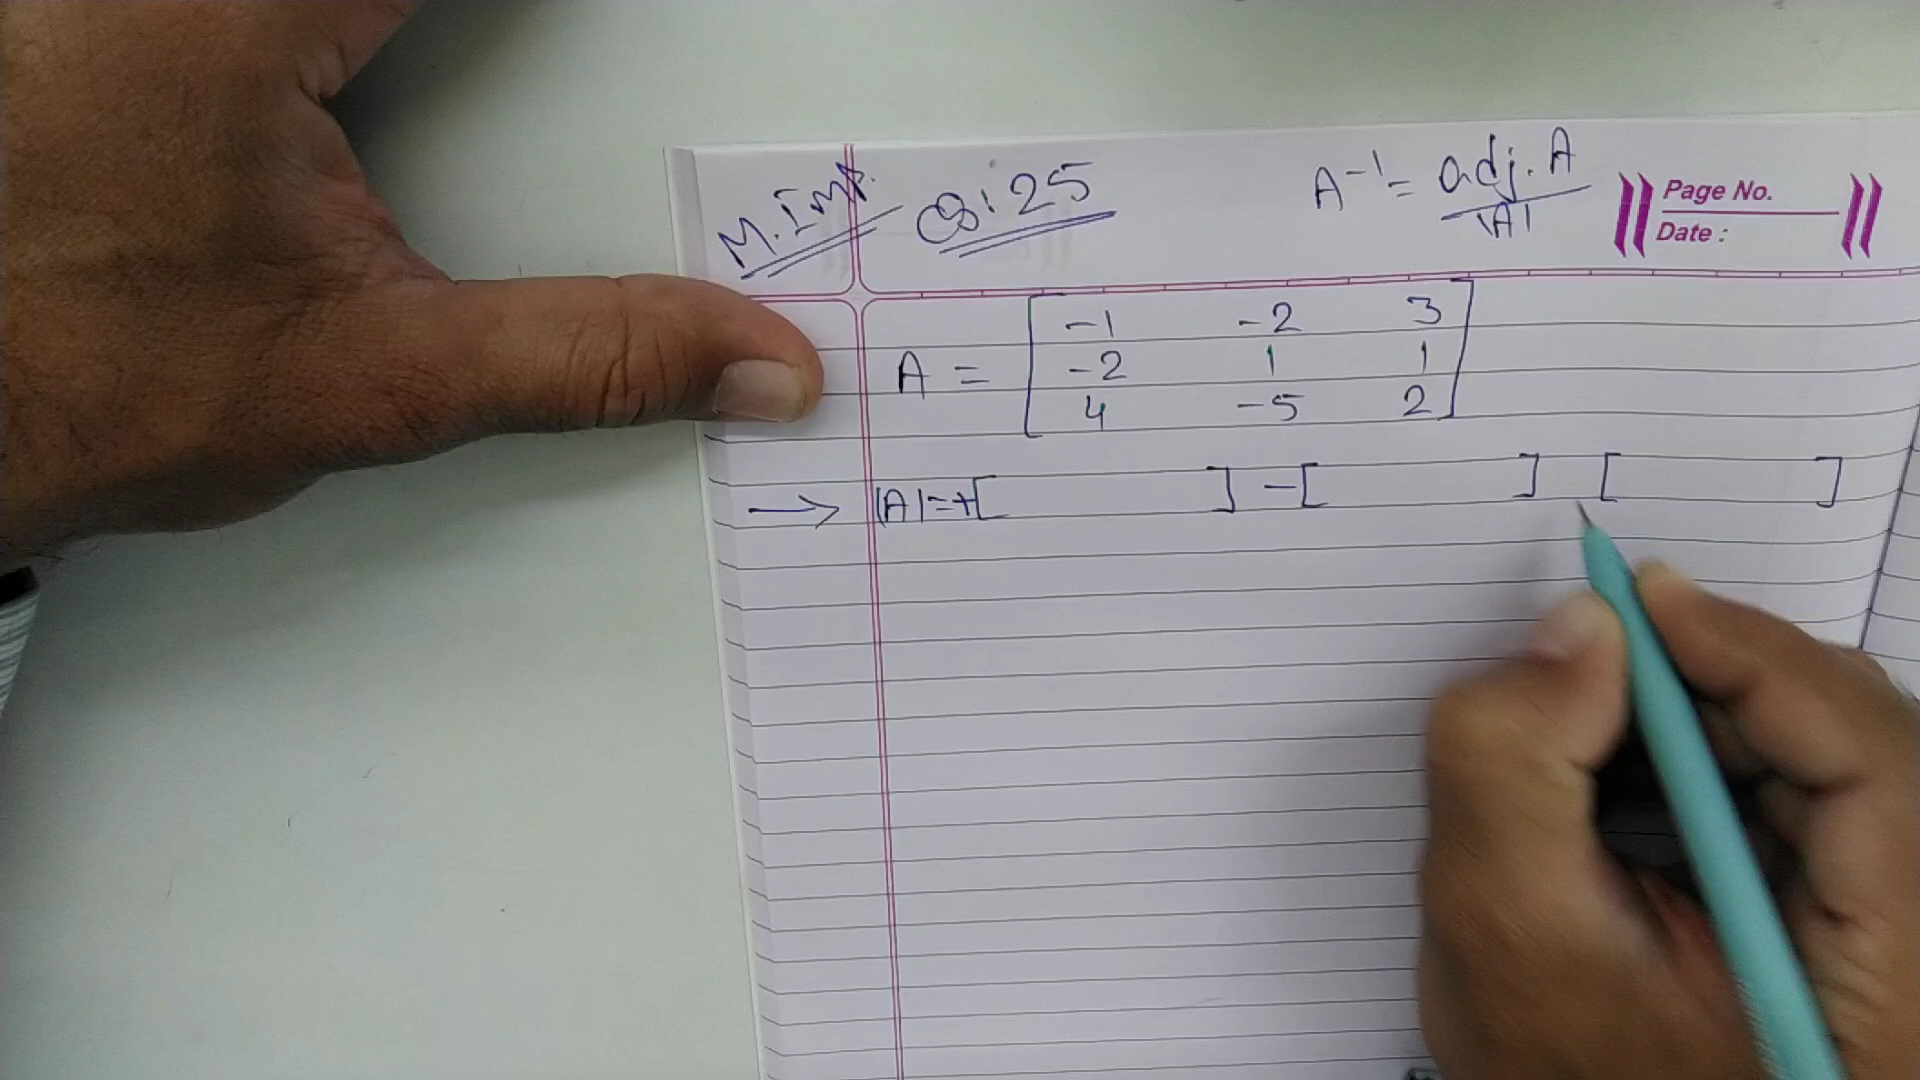 M.Imp. Q: 25
A⁻¹ = adj. A / |A|
Page No.
Date :
A = [ -1 -2 3
-2 1 1
4 -5 2 ]
→ |A| = +[ ] - [ ] [ ]